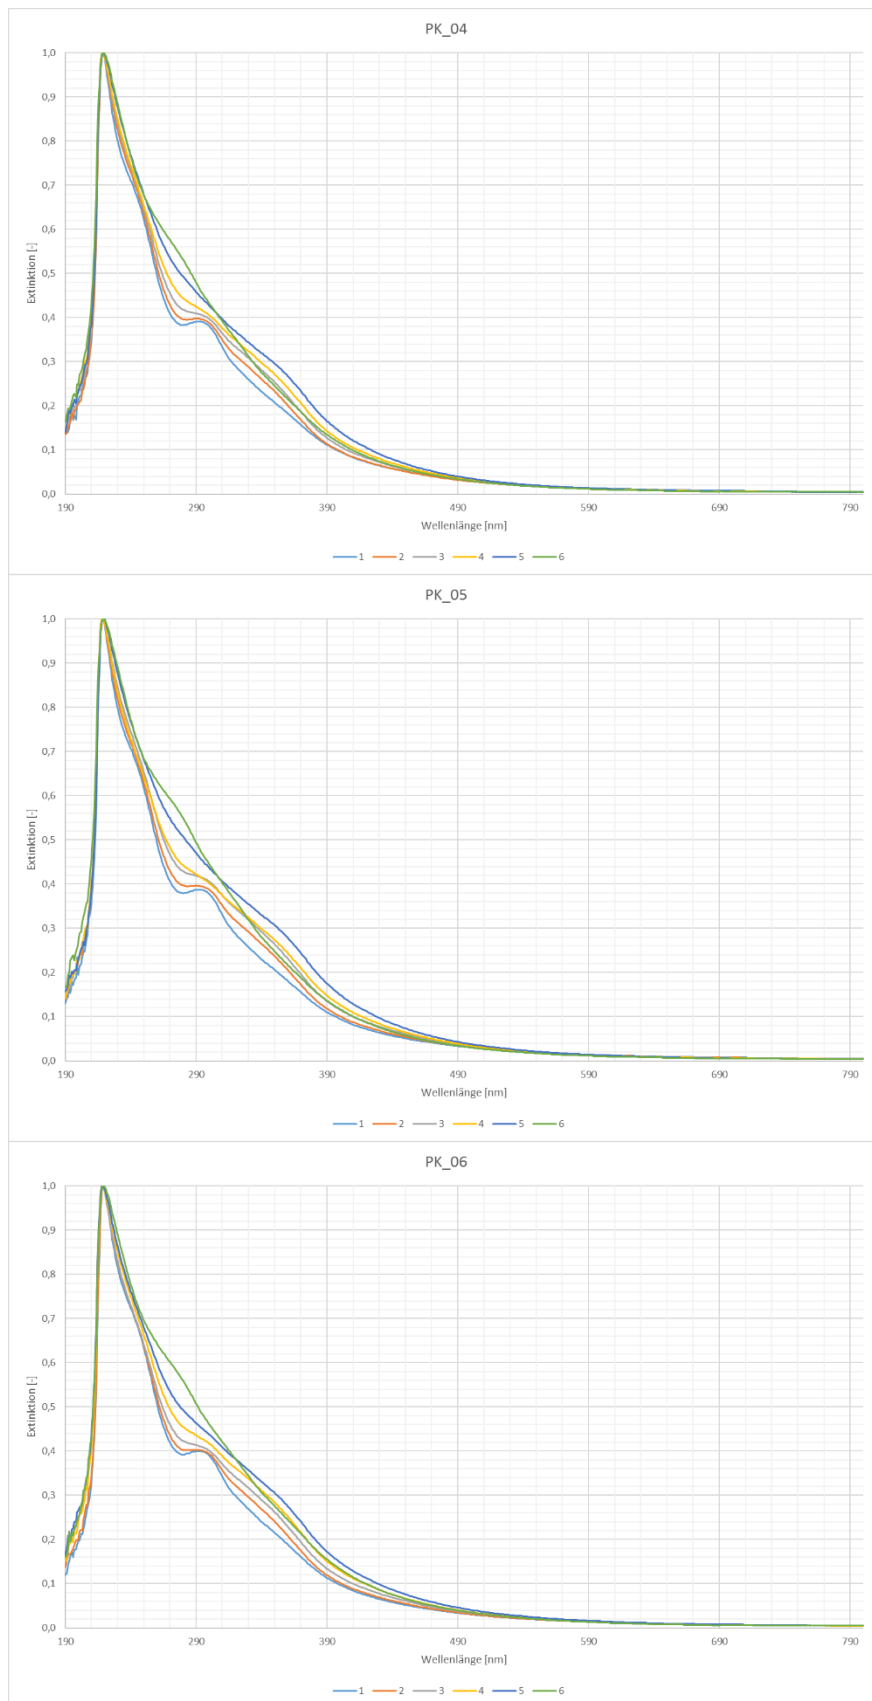 PK_04
1,0
0,9
0,8
0,7
0,6
0,5
0,4
0,3
0,2
0,1
0,0
Extinktion [-]
190 290 390 490 590 690 790
Wellenlänge [nm]
1 2 3 4 5 6
PK_05
1,0
0,9
0,8
0,7
0,6
0,5
0,4
0,3
0,2
0,1
0,0
Extinktion [-]
190 290 390 490 590 690 790
Wellenlänge [nm]
1 2 3 4 5 6
PK_06
1,0
0,9
0,8
0,7
0,6
0,5
0,4
0,3
0,2
0,1
0,0
Extinktion [-]
190 290 390 490 590 690 790
Wellenlänge [nm]
1 2 3 4 5 6